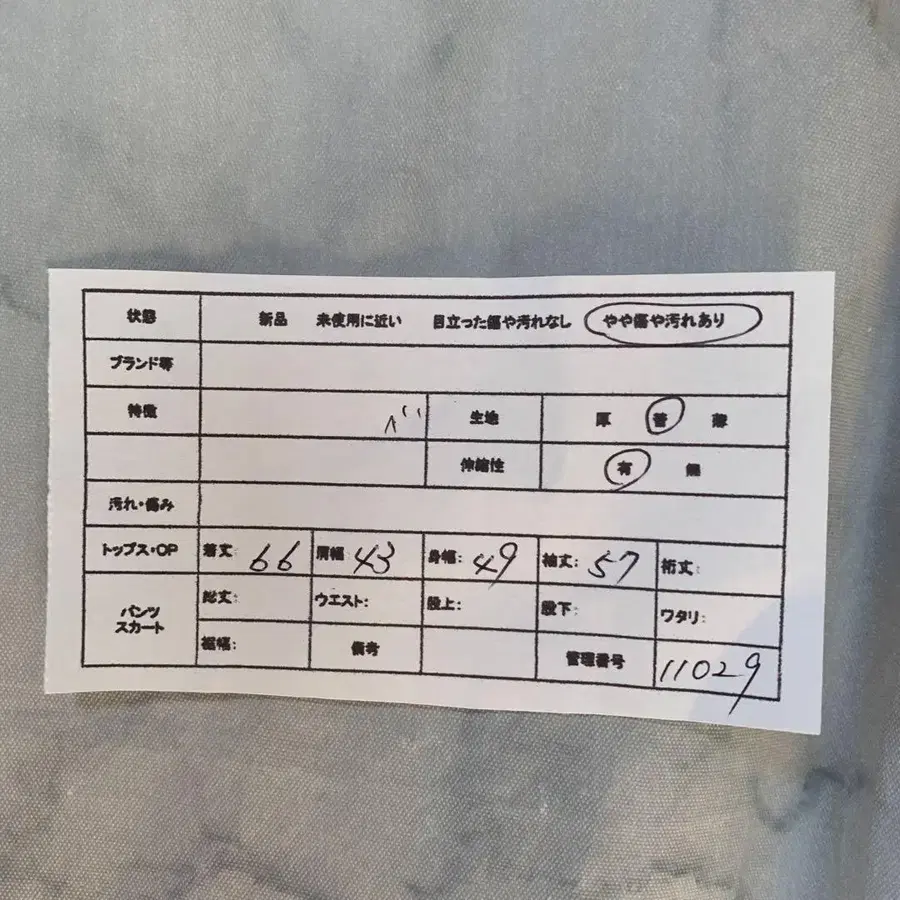 状態 新品 未使用に近い 目立った傷や汚れなし やや傷や汚れあり
ブランド等
特徴 生地 厚 普 薄
伸縮性 有 無
汚れ・傷み
トップス・OP 着丈: 66 肩幅 43 身幅: 49 袖丈: 57 裄丈:
パンツ スカート 総丈: ウエスト: 股上: 股下: ワタリ:
裾幅: 備考 管理番号 11029